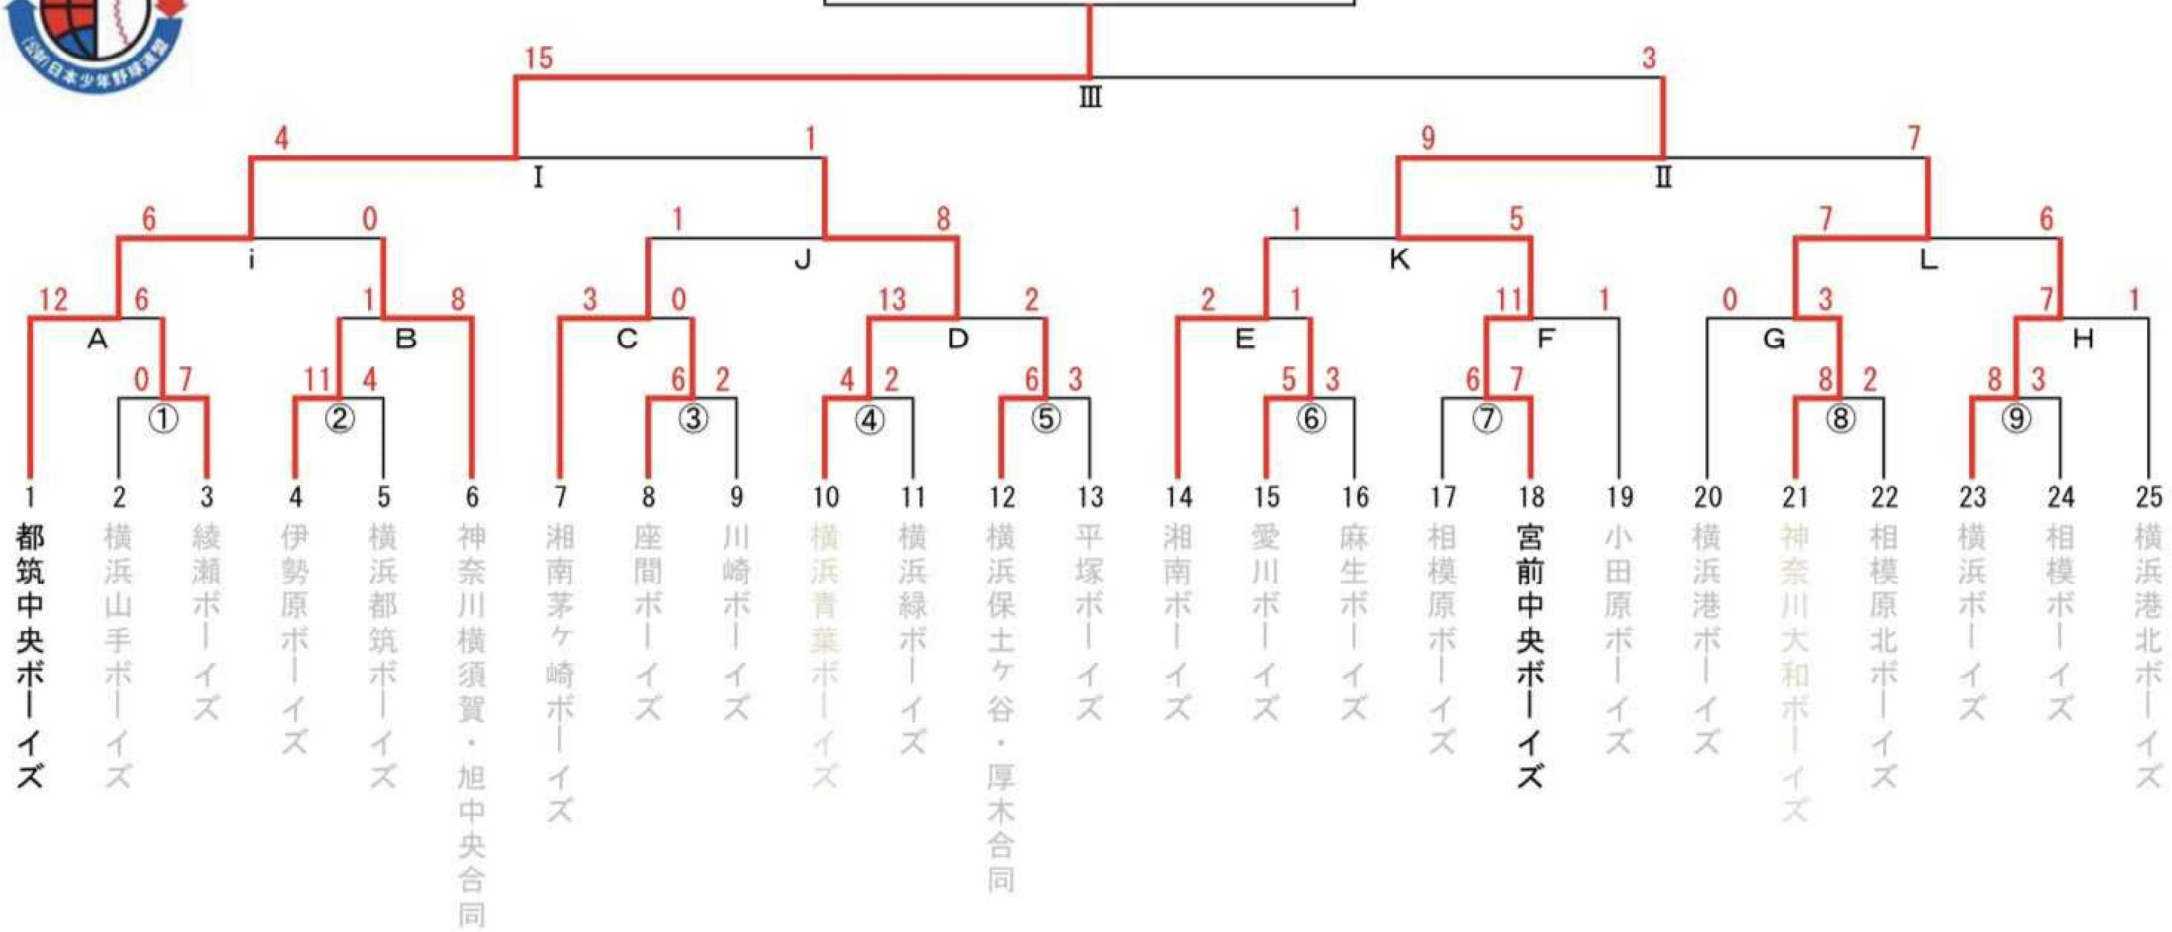 (公財)日本少年野球連盟
15 3
Ⅲ
4 1 9 7
Ⅰ Ⅱ
6 0 1 8 1 5 7 6
i J K L
12 6 1 8 3 0 13 2 2 1 11 1 0 3 7 1
A B C D E F G H
0 7 11 4 6 2 4 2 6 3 5 3 6 7 8 2 8 3
① ② ③ ④ ⑤ ⑥ ⑦ ⑧ ⑨
1 2 3 4 5 6 7 8 9 10 11 12 13 14 15 16 17 18 19 20 21 22 23 24 25
都筑中央ボーイズ
横浜山手ボーイズ
綾瀬ボーイズ
伊勢原ボーイズ
横浜都筑ボーイズ
神奈川横須賀・旭中央合同
湘南茅ケ崎ボーイズ
座間ボーイズ
川崎ボーイズ
横浜青葉ボーイズ
横浜緑ボーイズ
横浜保土ケ谷・厚木合同
平塚ボーイズ
湘南ボーイズ
愛川ボーイズ
麻生ボーイズ
相模原ボーイズ
宮前中央ボーイズ
小田原ボーイズ
横浜港ボーイズ
神奈川大和ボーイズ
相模原北ボーイズ
横浜ボーイズ
相模ボーイズ
横浜港北ボーイズ